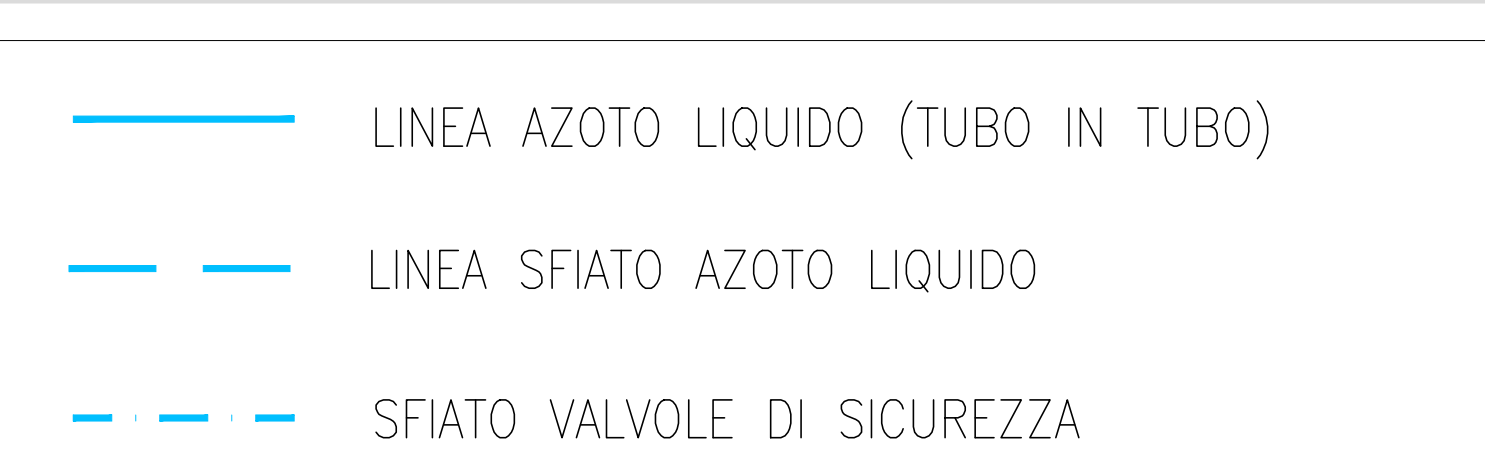 LINEA AZOTO LIQUIDO (TUBO IN TUBO)
LINEA SFIATO AZOTO LIQUIDO
SFIATO VALVOLE DI SICUREZZA